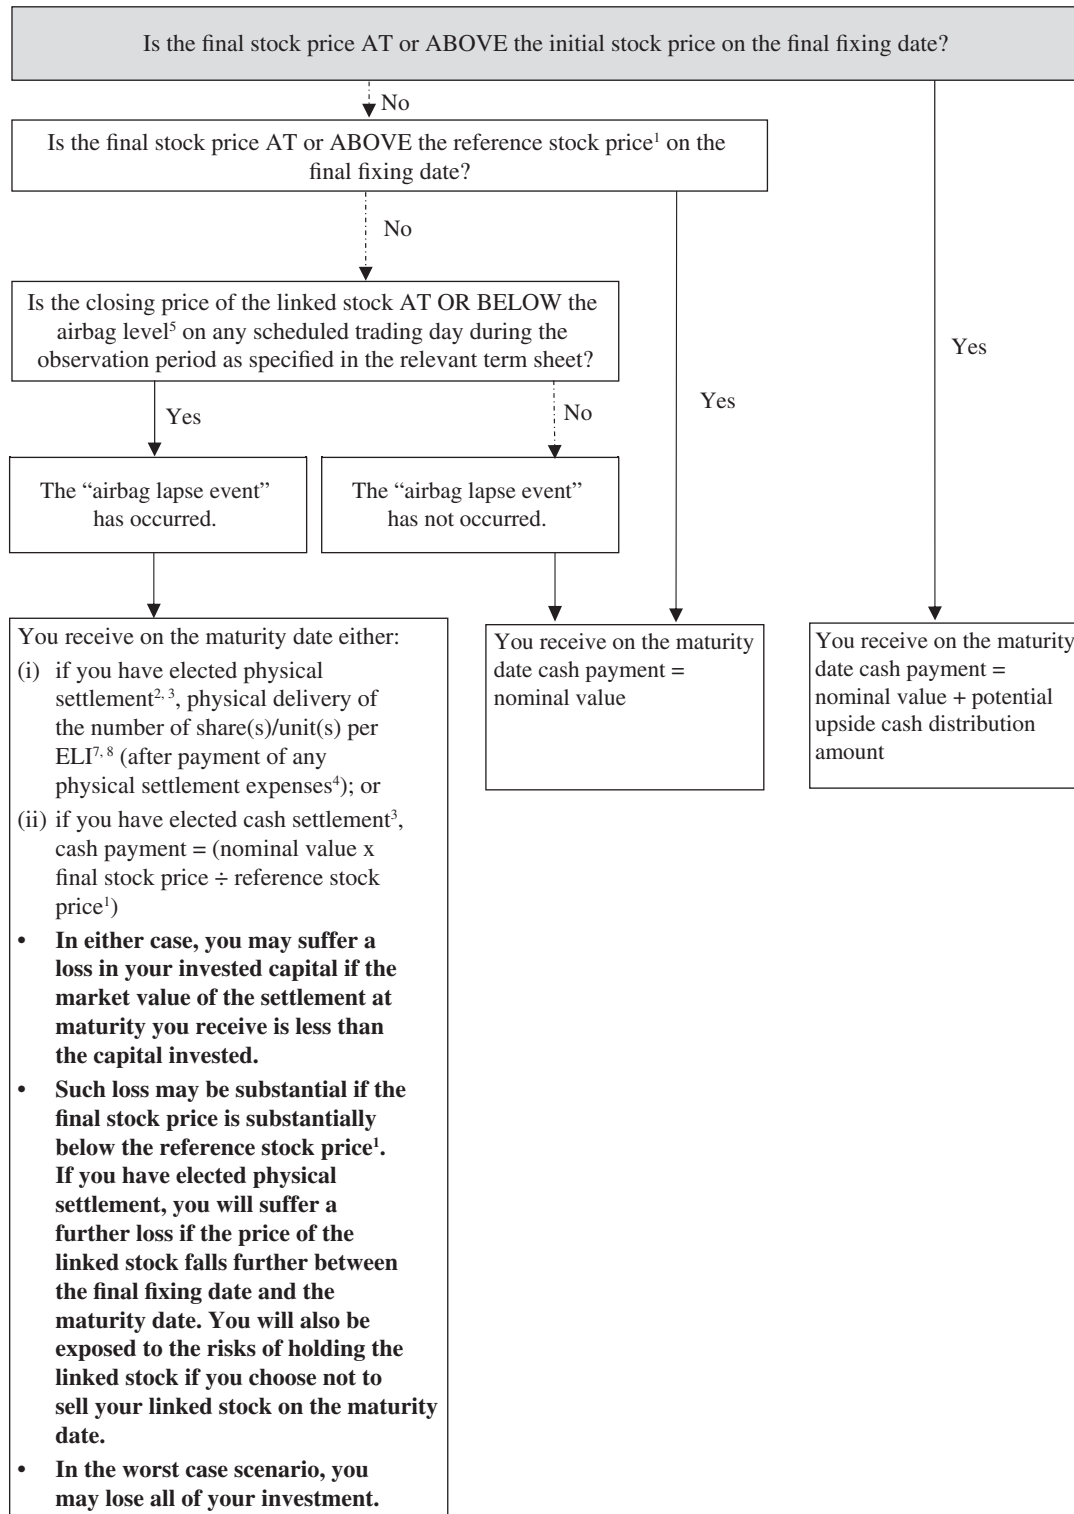 Is the final stock price AT or ABOVE the initial stock price on the final fixing date?
No
Is the final stock price AT or ABOVE the reference stock price¹ on the
final fixing date?
No
Is the closing price of the linked stock AT OR BELOW the
airbag level⁵ on any scheduled trading day during the
observation period as specified in the relevant term sheet?
Yes
No
Yes
Yes
The “airbag lapse event”
has occurred.
The “airbag lapse event”
has not occurred.
You receive on the maturity date either:
(i) if you have elected physical
settlement²,³, physical delivery of
the number of share(s)/unit(s) per
ELI⁷,⁸ (after payment of any
physical settlement expenses⁴); or
(ii) if you have elected cash settlement³,
cash payment = (nominal value x
final stock price ÷ reference stock
price¹)
• In either case, you may suffer a
loss in your invested capital if the
market value of the settlement at
maturity you receive is less than
the capital invested.
• Such loss may be substantial if the
final stock price is substantially
below the reference stock price¹.
If you have elected physical
settlement, you will suffer a
further loss if the price of the
linked stock falls further between
the final fixing date and the
maturity date. You will also be
exposed to the risks of holding the
linked stock if you choose not to
sell your linked stock on the maturity
date.
• In the worst case scenario, you
may lose all of your investment.
You receive on the maturity
date cash payment =
nominal value
You receive on the maturity
date cash payment =
nominal value + potential
upside cash distribution
amount